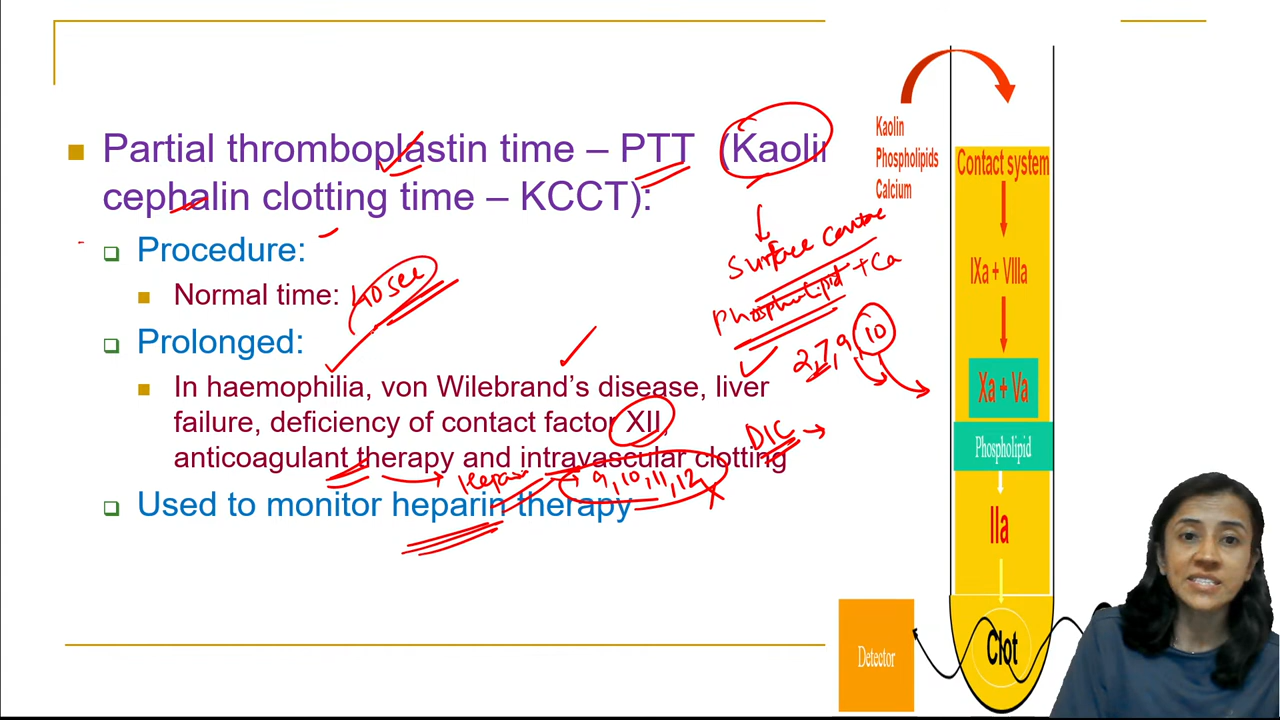 Partial thromboplastin time – PTT (Kaolin
cephalin clotting time – KCCT):
Procedure:
Normal time: 40 sec
Prolonged:
In haemophilia, von Wilebrand's disease, liver
failure, deficiency of contact factor XII,
anticoagulant therapy and intravascular clotting
Used to monitor heparin therapy
Surface contac
Phospholipid + Ca
2,7,9,10
DIC
Heparin
9,10,11,12
Kaolin
Phospholipids
Calcium
Contact system
IXa + VIIIa
Xa + Va
Phospholipid
IIa
Clot
Detector